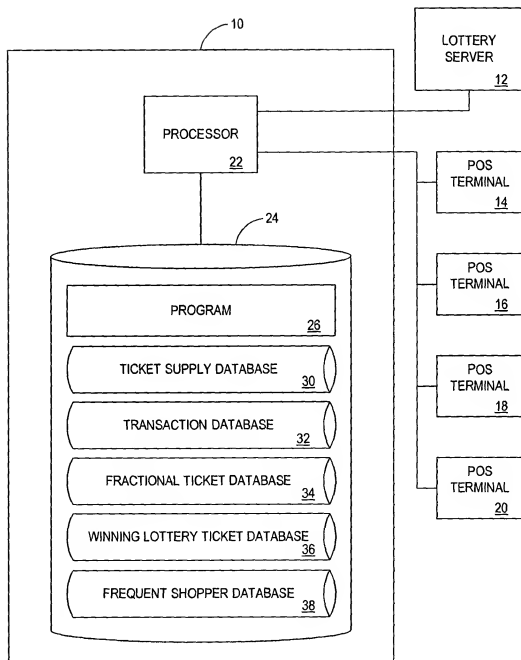 10
LOTTERY
SERVER
12
PROCESSOR
22
POS
TERMINAL
14
24
POS
TERMINAL
16
PROGRAM
26
TICKET SUPPLY DATABASE
30
POS
TERMINAL
18
TRANSACTION DATABASE
32
FRACTIONAL TICKET DATABASE
34
POS
TERMINAL
20
WINNING LOTTERY TICKET DATABASE
36
FREQUENT SHOPPER DATABASE
38